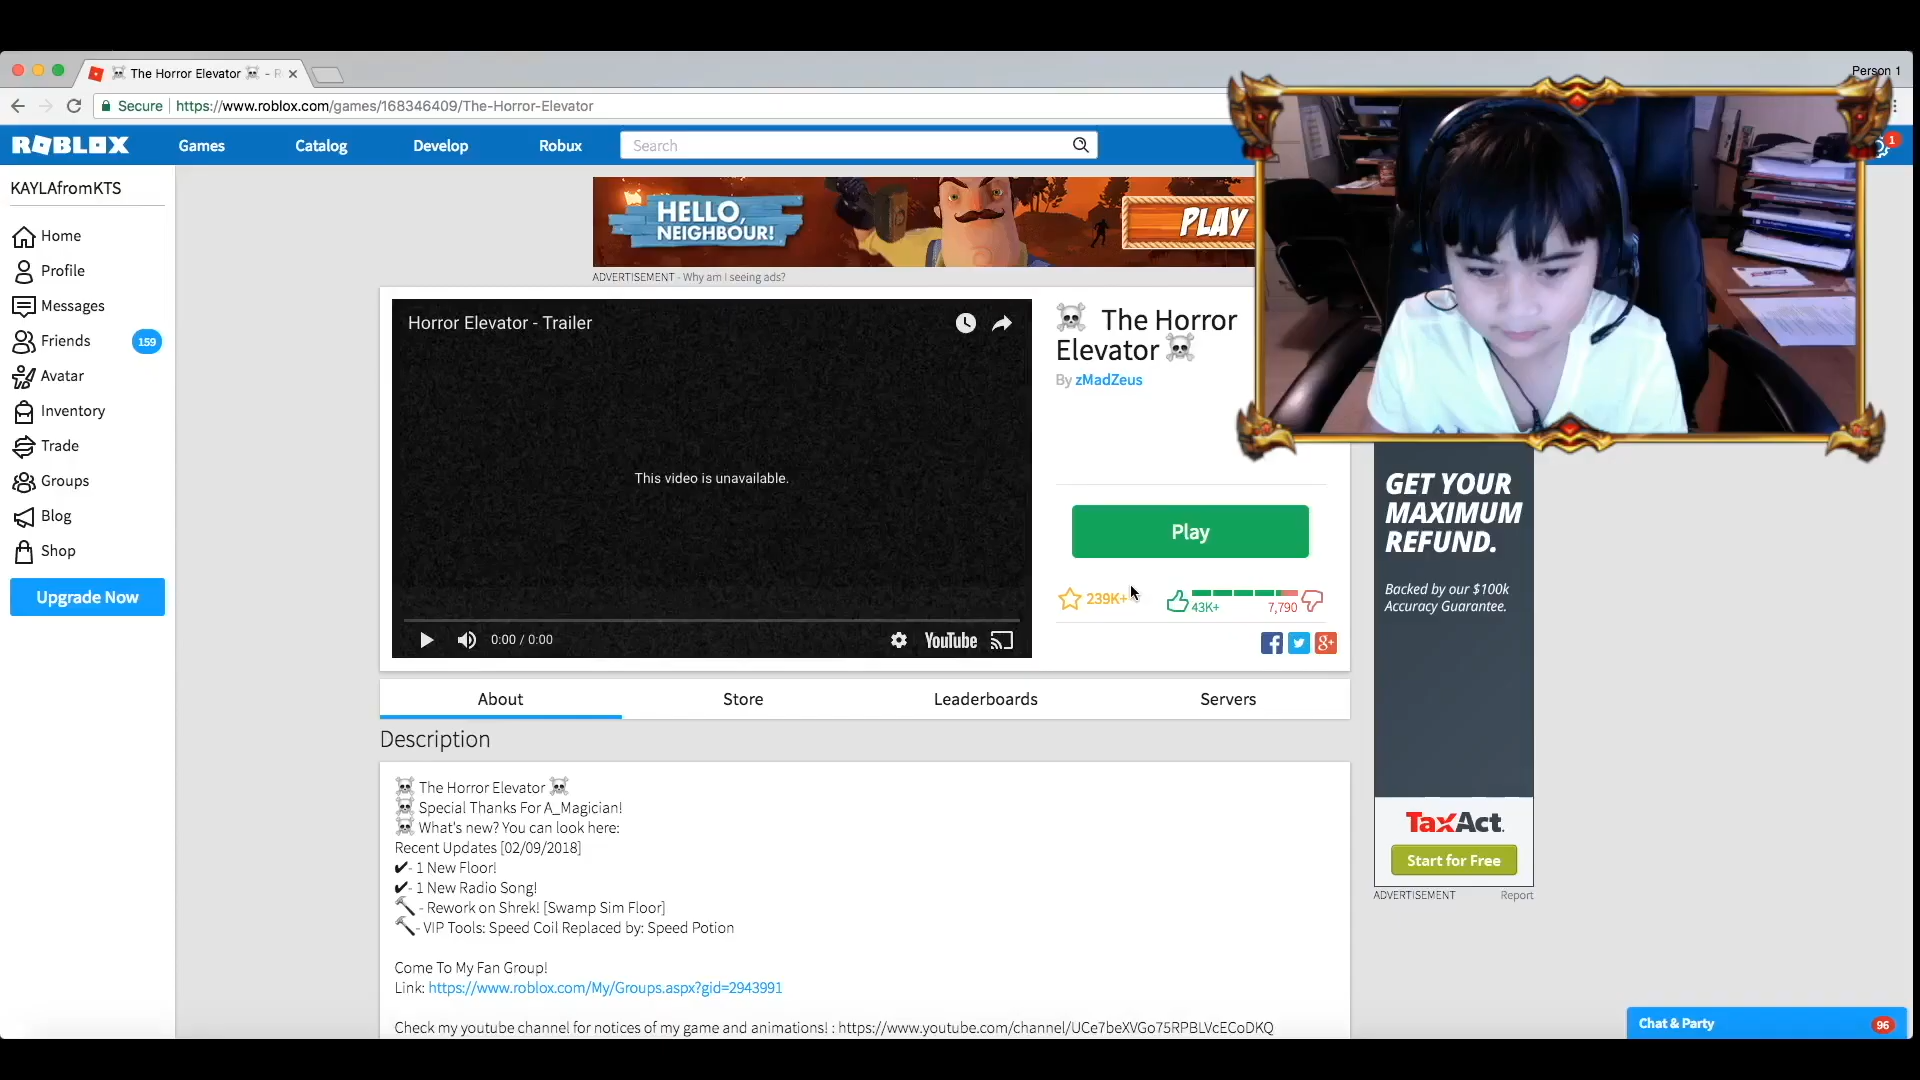 The Horror Elevator - R
Person 1
Secure https://www.roblox.com/games/168346409/The-Horror-Elevator
ROBLOX Games Catalog Develop Robux Search 1
KAYLAfromKTS
Home
Profile
Messages
Friends 159
Avatar
Inventory
Trade
Groups
Blog
Shop
Upgrade Now
HELLO,
NEIGHBOUR!
PLAY
ADVERTISEMENT - Why am I seeing ads?
Horror Elevator - Trailer
This video is unavailable.
0:00 / 0:00 YouTube
The Horror
Elevator
By zMadZeus
Play
239K+ 43K+ 7,790
About Store Leaderboards Servers
Description
The Horror Elevator
Special Thanks For A_Magician!
What's new? You can look here:
Recent Updates [02/09/2018]
✔- 1 New Floor!
✔- 1 New Radio Song!
- Rework on Shrek! [Swamp Sim Floor]
- VIP Tools: Speed Coil Replaced by: Speed Potion
Come To My Fan Group!
Link: https://www.roblox.com/My/Groups.aspx?gid=2943991
Check my youtube channel for notices of my game and animations! : https://www.youtube.com/channel/UCe7beXVGo75RPBLVcECoDKQ
GET YOUR
MAXIMUM
REFUND.
Backed by our $100k
Accuracy Guarantee.
TaxAct.
Start for Free
ADVERTISEMENT Report
Chat & Party 96